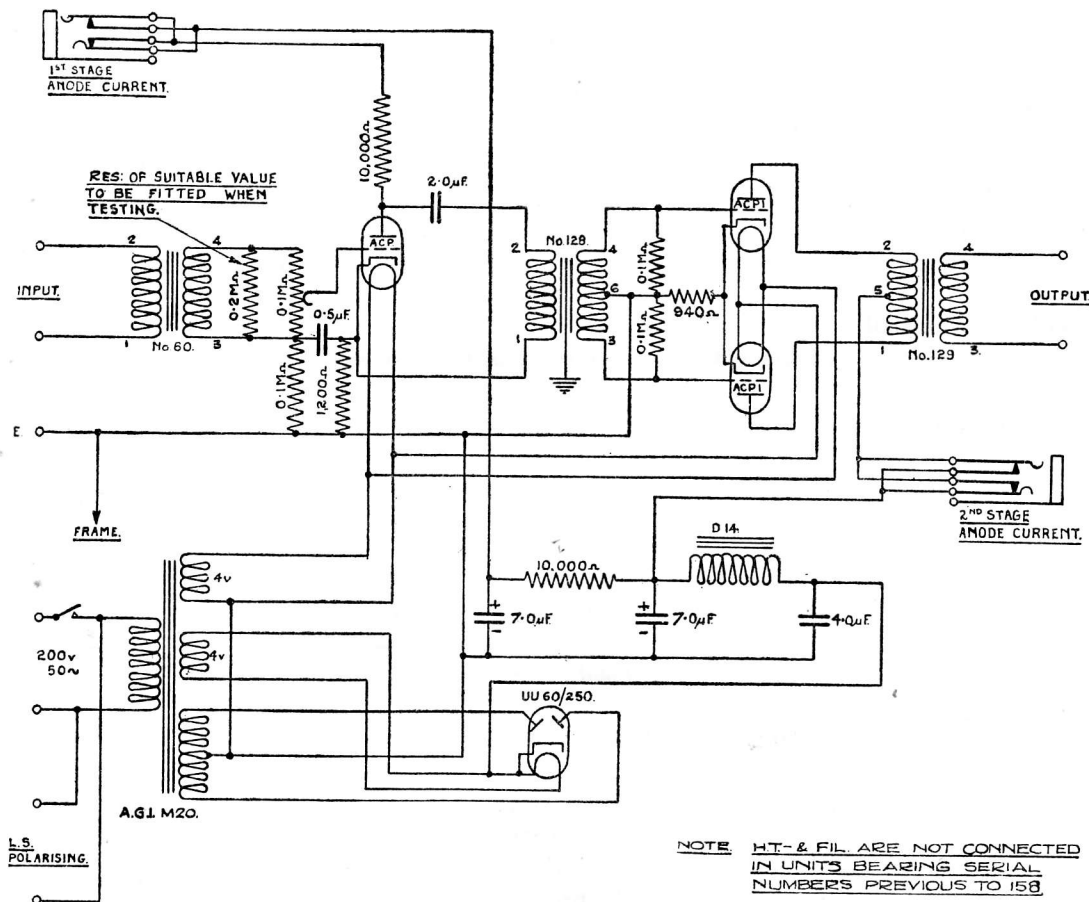 1ST STAGE
ANODE CURRENT.
10,000Ω
RES: OF SUITABLE VALUE
TO BE FITTED WHEN
TESTING.
2·0µF.
ACP.
ACP1
No.128.
2
4
2
4
2
4
INPUT.
0·2MΩ
0·1MΩ
0·1MΩ
6
940Ω
5
OUTPUT
0·5µF.
0·1MΩ
1
3
No 60.
1
3
1
3.
No.129
0·1MΩ
1,200Ω
ACP1
E.
FRAME.
2ND STAGE
ANODE CURRENT.
D14.
10,000Ω
4v
+
7·0µF.
-
+
7·0µF.
-
4·0µF.
200v
50~
4v
UU 60/250.
A.G.I. M20.
L.S.
POLARISING.
NOTE. H.T- & FIL. ARE NOT CONNECTED
IN UNITS BEARING SERIAL
NUMBERS PREVIOUS TO 158